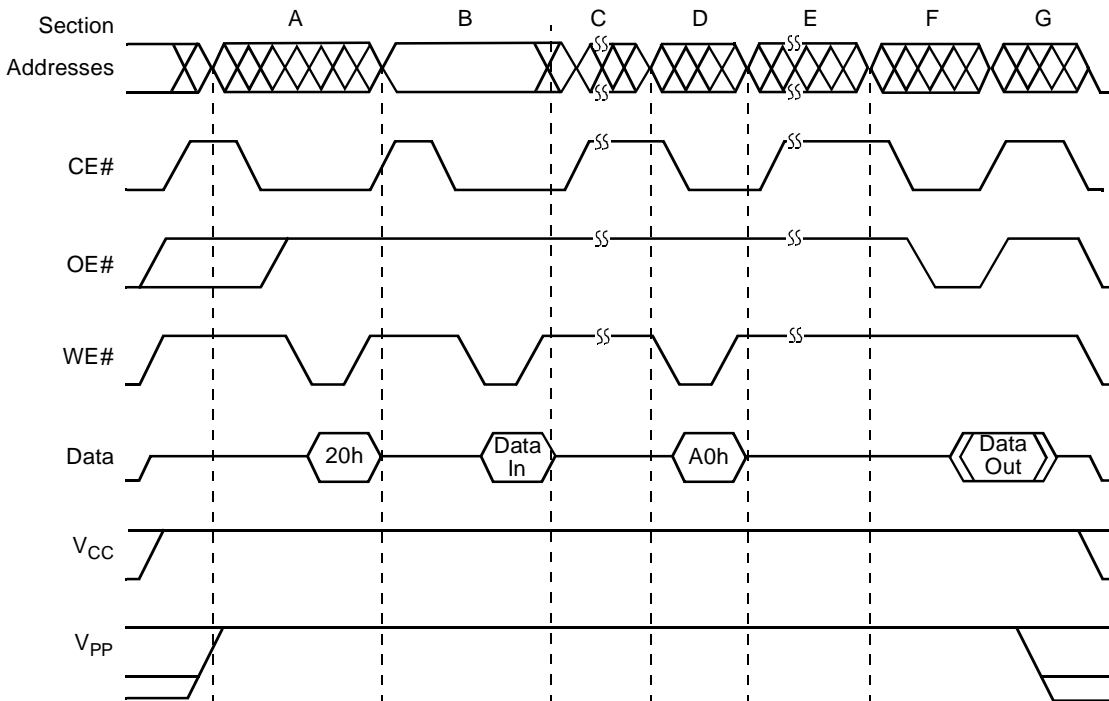 Section A B C D E F G
Addresses
CE#
OE#
WE#
Data 20h Data In A0h Data Out
VCC
VPP